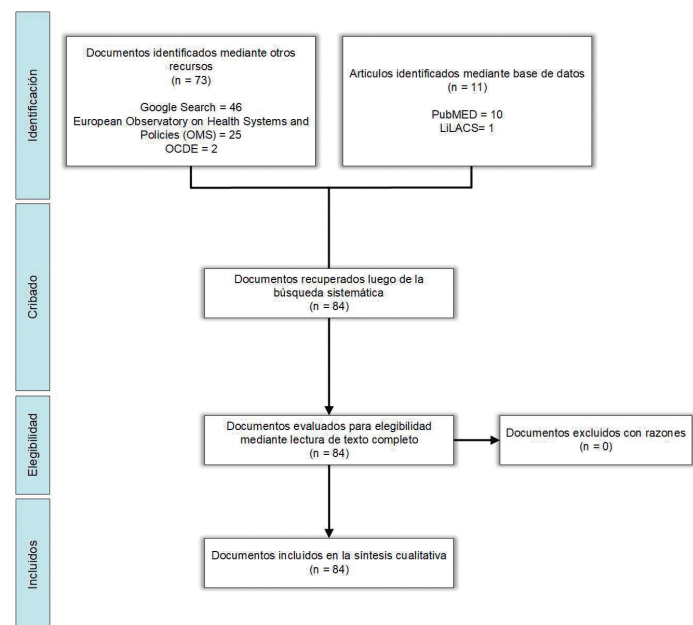 Identificación
Documentos identificados mediante otros
recursos
(n = 73)
Google Search = 46
European Observatory on Health Systems and
Policies (OMS) = 25
OCDE = 2
Articulos identificados mediante base de datos
(n = 11)
PubMED = 10
LiLACS= 1
Cribado
Documentos recuperados luego de la
búsqueda sistemática
(n = 84)
Elegibilidad
Documentos evaluados para elegibilidad
mediante lectura de texto completo
(n = 84)
Documentos excluidos con razones
(n = 0)
Incluidos
Documentos incluidos en la síntesis cualitativa
(n = 84)